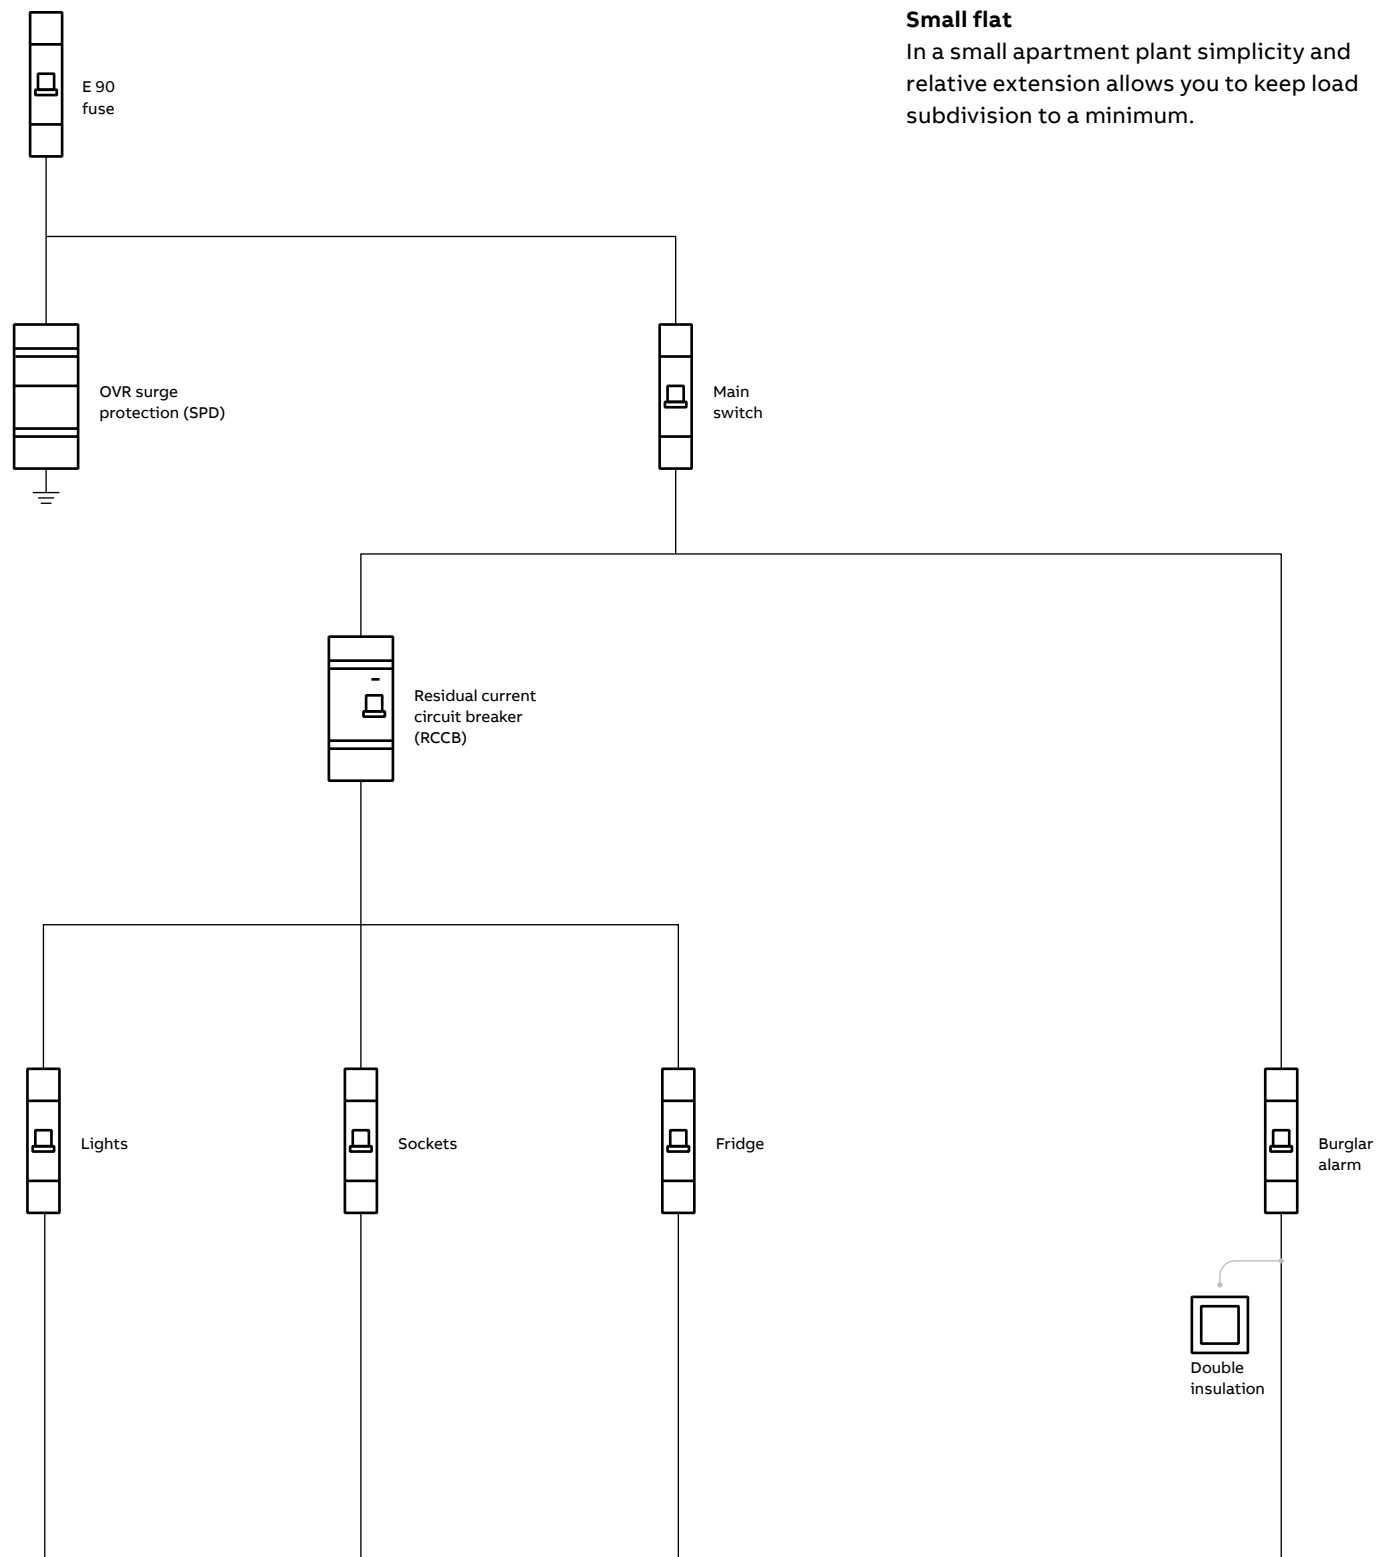 Small flat
In a small apartment plant simplicity and
relative extension allows you to keep load
subdivision to a minimum.
E 90
fuse
OVR surge
protection (SPD)
Main
switch
Residual current
circuit breaker
(RCCB)
Lights
Sockets
Fridge
Burglar
alarm
Double
insulation